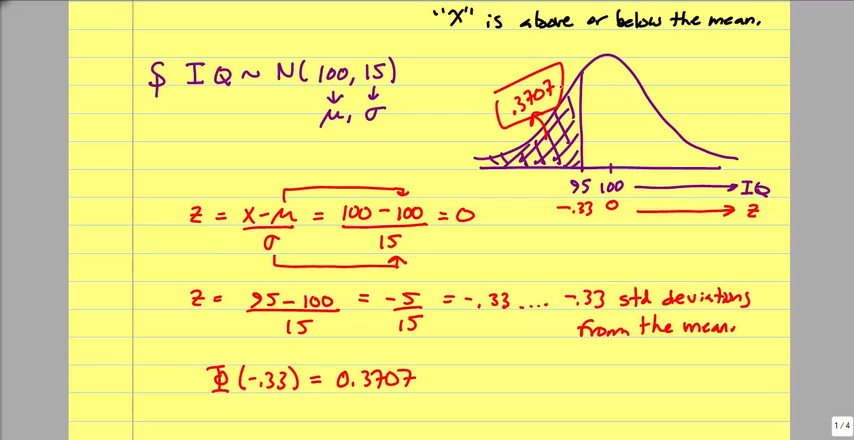 "X" is above or below the mean.
$ IQ ~ N(100, 15)
μ, σ
.3707
95 100 IQ
-.33 0 Z
Z = X-μ/σ = 100-100/15 = 0
Z = 95-100/15 = -5/15 = -.33.... -.33 std deviations
from the mean.
Φ(-.33) = 0.3707
1/4